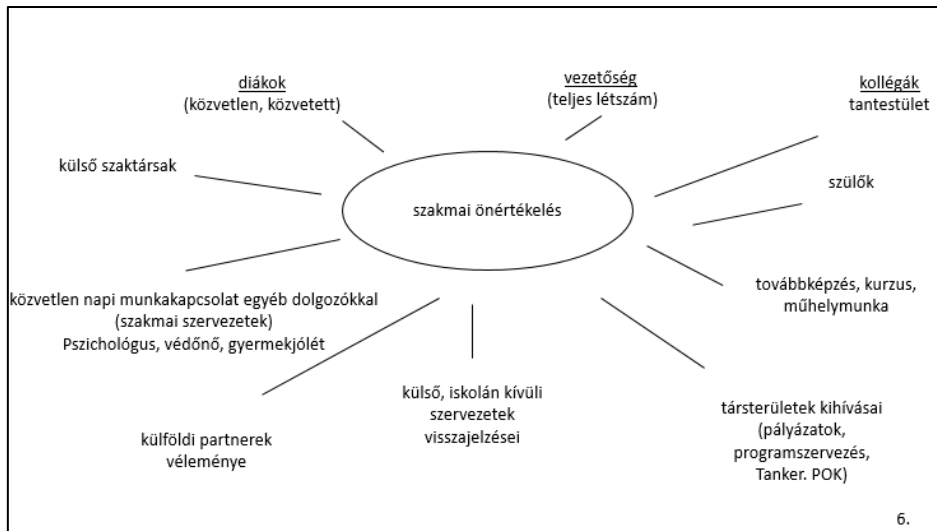 diákok
(közvetlen, közvetett)
vezetőség
(teljes létszám)
kollégák
tantestület
külső szaktársak
szülők
szakmai önértékelés
közvetlen napi munkakapcsolat egyéb dolgozókkal
(szakmai szervezetek)
Pszichológus, védőnő, gyermekjólét
továbbképzés, kurzus,
műhelymunka
külföldi partnerek
véleménye
külső, iskolán kívüli
szervezetek
visszajelzései
társterületek kihívásai
(pályázatok,
programszervezés,
Tanker. POK)
6.